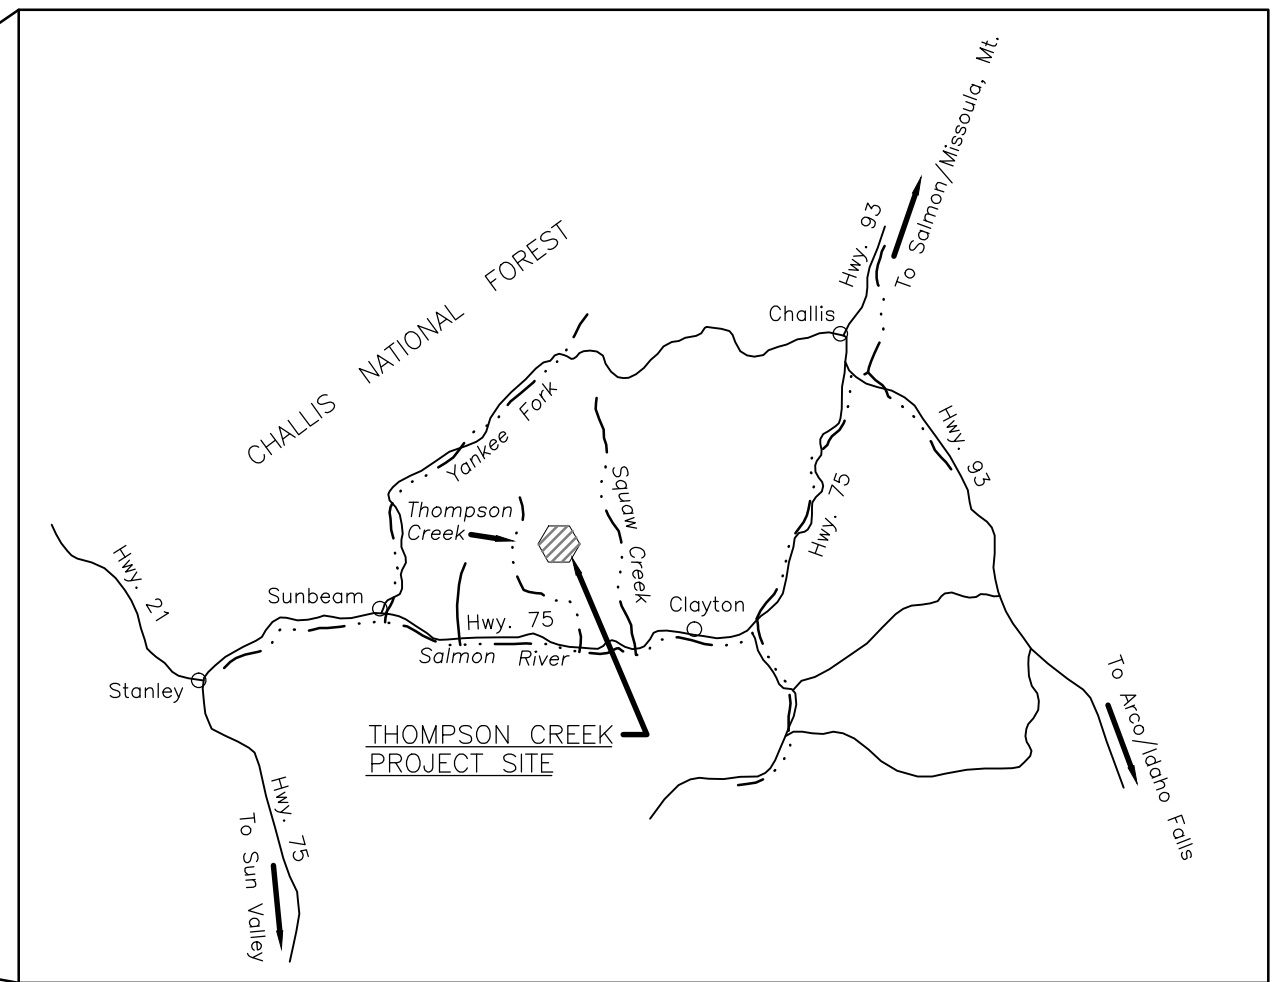 To Salmon/Missoula, Mt.
Hwy. 93
CHALLIS NATIONAL FOREST
Challis
Yankee Fork
Hwy. 93
Squaw Creek
Hwy. 75
Thompson
Creek
Hwy. 21
Sunbeam
Clayton
Hwy. 75
Salmon River
Stanley
THOMPSON CREEK
PROJECT SITE
To Arco/Idaho Falls
Hwy. 75
To Sun Valley